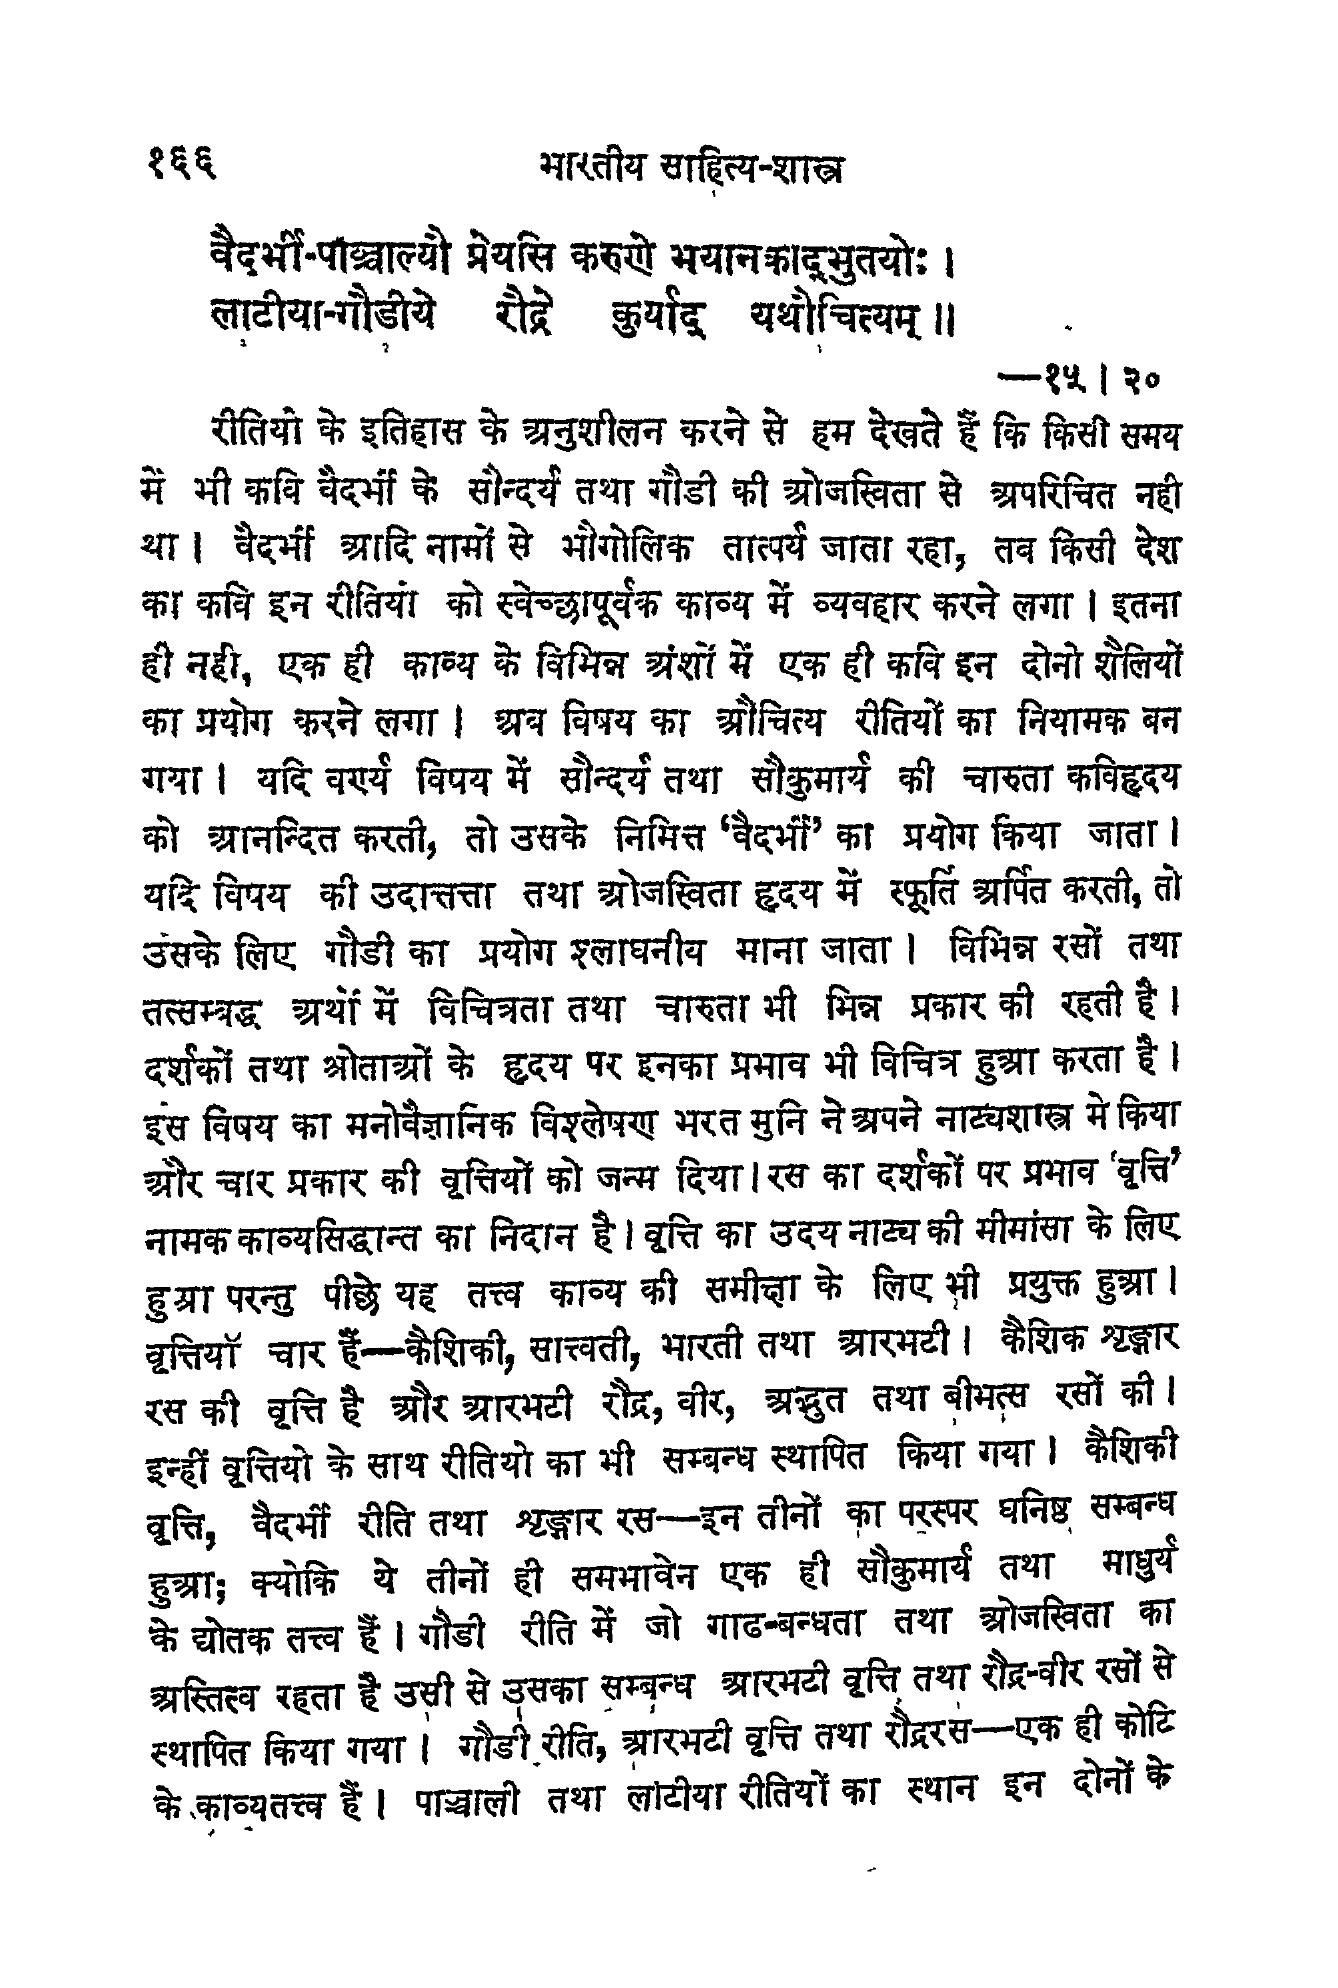 १६६ भारतीय साहित्य-शास्त्र
वैदर्भी-पाञ्चाल्यौ प्रेयसि करुणे भयानकाद्भुतयोः ।
लाटीया-गौडीये रौद्रे कुर्याद् यथौचित्यम् ॥
—१५ । २०
रीतियो के इतिहास के अनुशीलन करने से हम देखते हैं कि किसी समय
में भी कवि वैदर्भी के सौन्दर्य तथा गौडी की ओजस्विता से अपरिचित नही
था । वैदर्भी आदि नामों से भौगोलिक तात्पर्य जाता रहा, तव किसी देश
का कवि इन रीतियों को स्वेच्छापूर्वक काव्य में व्यवहार करने लगा । इतना
ही नही, एक ही काव्य के विभिन्न अंशों में एक ही कवि इन दोनो शैलियों
का प्रयोग करने लगा । अव विषय का औचित्य रीतियों का नियामक बन
गया । यदि वर्ण्य विषय में सौन्दर्य तथा सौकुमार्य की चारुता कविहृदय
को आनन्दित करती, तो उसके निमित्त ‘वैदर्भी’ का प्रयोग किया जाता ।
यदि विषय की उदात्तत्ता तथा ओजस्विता हृदय में स्फूर्ति अर्पित करती, तो
उसके लिए गौडी का प्रयोग श्लाघनीय माना जाता । विभिन्न रसों तथा
तत्सम्बद्ध अर्थों में विचित्रता तथा चारुता भी भिन्न प्रकार की रहती है ।
दर्शकों तथा श्रोताओं के हृदय पर इनका प्रभाव भी विचित्र हुआ करता है ।
इस विषय का मनोवैज्ञानिक विश्लेषण भरत मुनि ने अपने नाट्यशास्त्र मे किया
और चार प्रकार की वृत्तियों को जन्म दिया । रस का दर्शकों पर प्रभाव ‘वृत्ति’
नामक काव्यसिद्धान्त का निदान है । वृत्ति का उदय नाट्य की मीमांसा के लिए
हुआ परन्तु पीछे यह तत्त्व काव्य की समीक्षा के लिए भी प्रयुक्त हुआ ।
वृत्तियॉ चार हैं—कैशिकी, सात्त्वती, भारती तथा आरभटी । कैशिक शृङ्गार
रस की वृत्ति है और आरभटी रौद्र, वीर, अद्भुत तथा बीभत्स रसों की ।
इन्हीं वृत्तियो के साथ रीतियो का भी सम्बन्ध स्थापित किया गया । कैशिकी
वृत्ति, वैदर्भी रीति तथा शृङ्गार रस—इन तीनों का परस्पर घनिष्ठ सम्बन्ध
हुआ; क्योकि ये तीनों ही समभावेन एक ही सौकुमार्य तथा माधुर्य
के द्योतक तत्त्व हैं । गौडी रीति में जो गाढ-बन्धता तथा ओजस्विता का
अस्तित्व रहता है उसी से उसका सम्बन्ध आरभटी वृत्ति तथा रौद्र-वीर रसों से
स्थापित किया गया । गौडी रीति, आरभटी वृत्ति तथा रौद्ररस—एक ही कोटि
के काव्यतत्त्व हैं । पाञ्चाली तथा लाटीया रीतियों का स्थान इन दोनों के